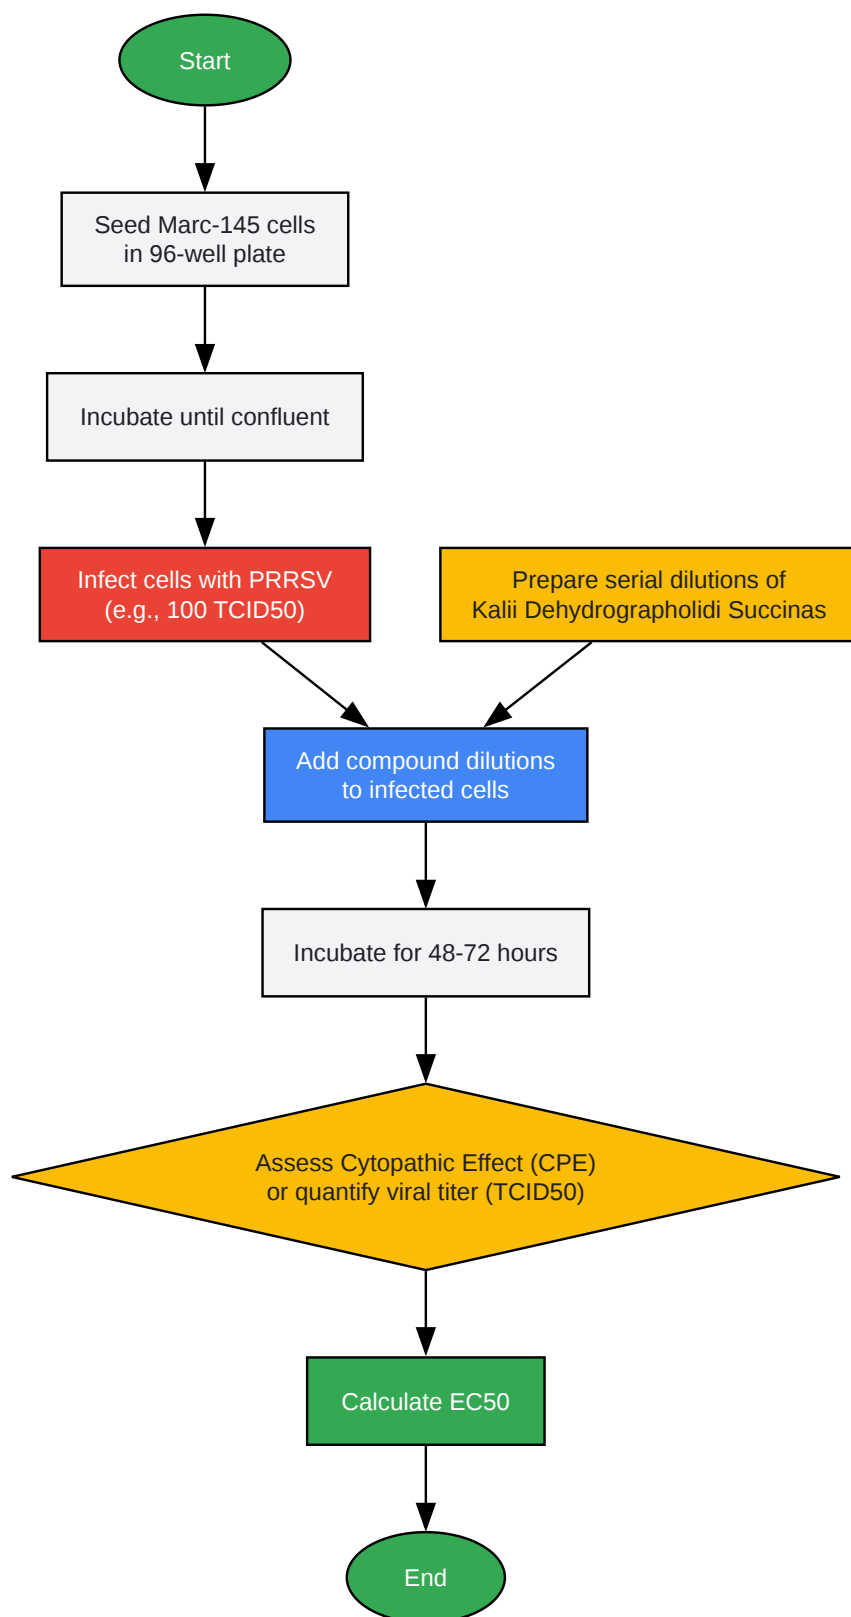 Start
Seed Marc-145 cells
in 96-well plate
Incubate until confluent
Infect cells with PRRSV
(e.g., 100 TCID50)
Prepare serial dilutions of
Kalii Dehydrographolidi Succinas
Add compound dilutions
to infected cells
Incubate for 48-72 hours
Assess Cytopathic Effect (CPE)
or quantify viral titer (TCID50)
Calculate EC50
End